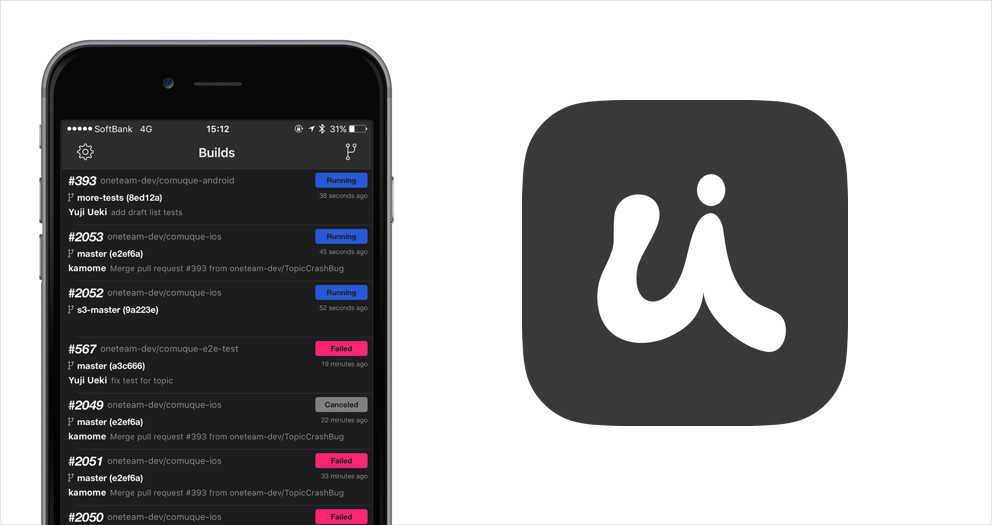 SoftBank 4G 15:12 31%
Builds
#393 oneteam-dev/comuque-android Running
more-tests (8ed12a) 38 seconds ago
Yuji Ueki add draft list tests
#2053 oneteam-dev/comuque-ios Running
master (e2ef6a) 45 seconds ago
kamome Merge pull request #393 from oneteam-dev/TopicCrashBug
#2052 oneteam-dev/comuque-ios Running
s3-master (9a223e) 52 seconds ago
#567 oneteam-dev/comuque-e2e-test Failed
master (a3c666) 19 minutes ago
Yuji Ueki fix test for topic
#2049 oneteam-dev/comuque-ios Canceled
master (e2ef6a) 22 minutes ago
kamome Merge pull request #393 from oneteam-dev/TopicCrashBug
#2051 oneteam-dev/comuque-ios Failed
master (e2ef6a) 33 minutes ago
kamome Merge pull request #393 from oneteam-dev/TopicCrashBug
#2050 oneteam-dev/comuque-ios Failed
ui